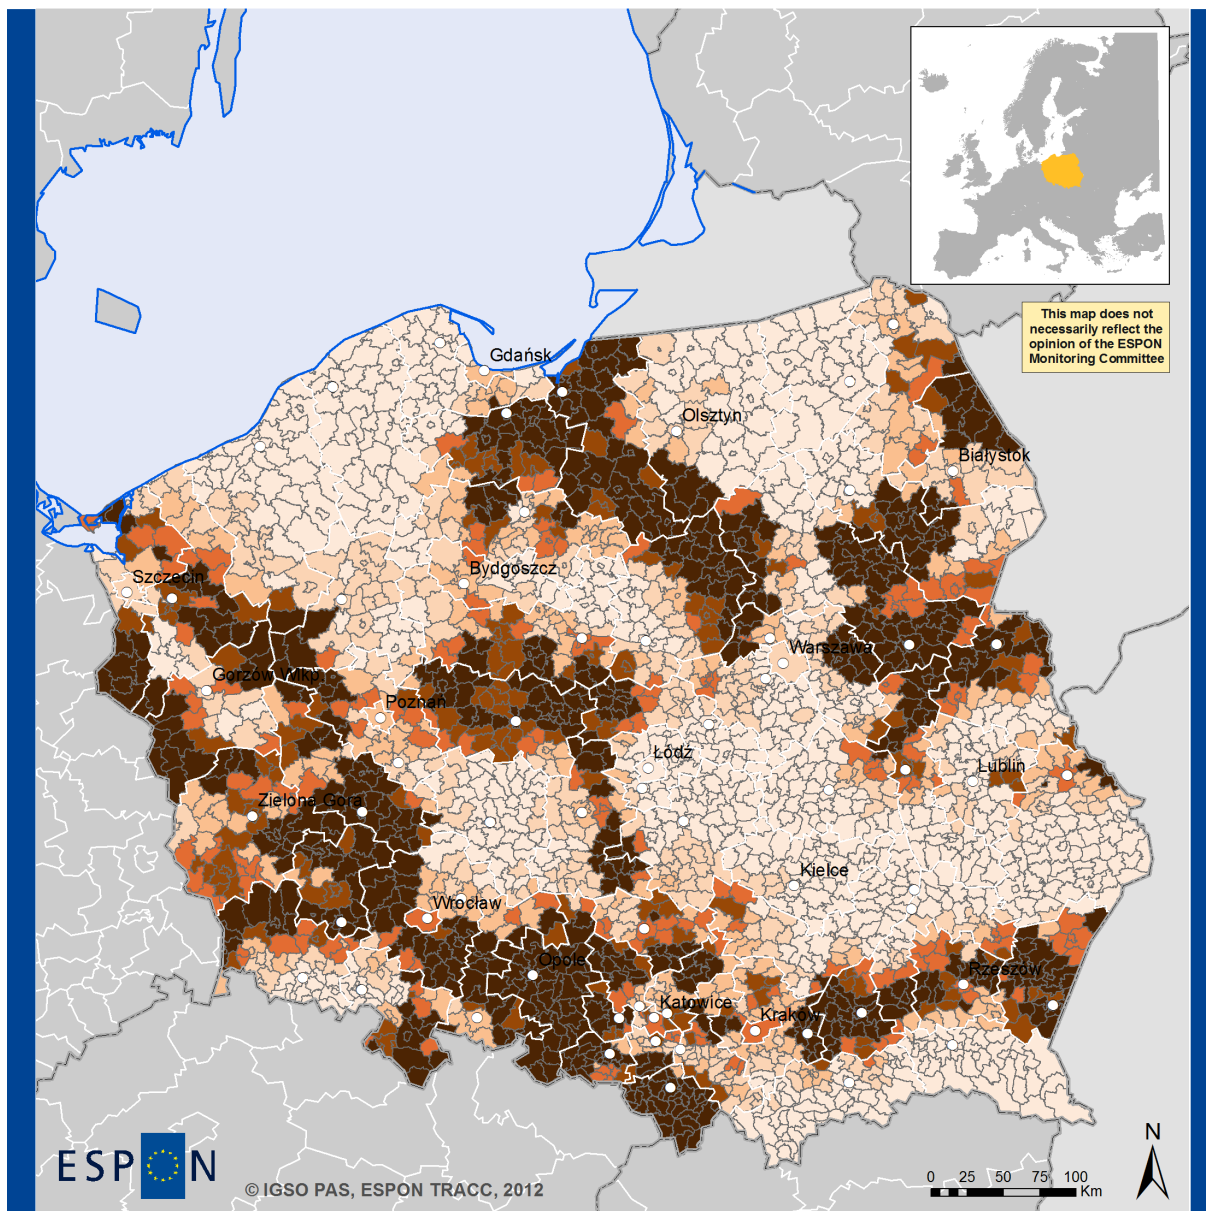 This map does not
necessarily reflect the
opinion of the ESPON
Monitoring Committee
Gdańsk
Olsztyn
Białystok
Szczecin
Bydgoszcz
Gorzów Wlkp
Warszawa
Poznań
Łódź
Lublin
Zielona Góra
Kielce
Wrocław
Opole
Rzeszów
Katowice
Kraków
N
ESPON
0 25 50 75 100
Km
© IGSO PAS, ESPON TRACC, 2012